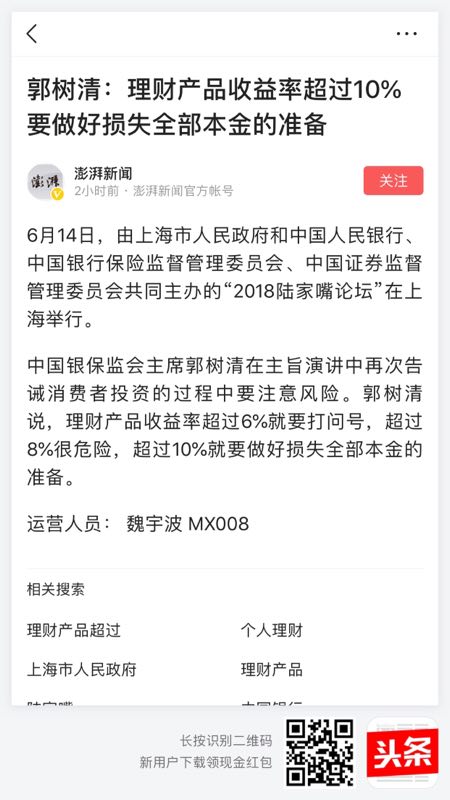 郭树清：理财产品收益率超过10%
要做好损失全部本金的准备
澎湃
澎湃新闻
2小时前 · 澎湃新闻官方帐号
关注
6月14日，由上海市人民政府和中国人民银行、
中国银行保险监督管理委员会、中国证券监督
管理委员会共同主办的“2018陆家嘴论坛”在上
海举行。
中国银保监会主席郭树清在主旨演讲中再次告
诫消费者投资的过程中要注意风险。郭树清
说，理财产品收益率超过6%就要打问号，超过
8%很危险，超过10%就要做好损失全部本金的
准备。
运营人员： 魏宇波 MX008
相关搜索
理财产品超过
个人理财
上海市人民政府
理财产品
陆家嘴
中国银行
长按识别二维码
新用户下载领现金红包
头条